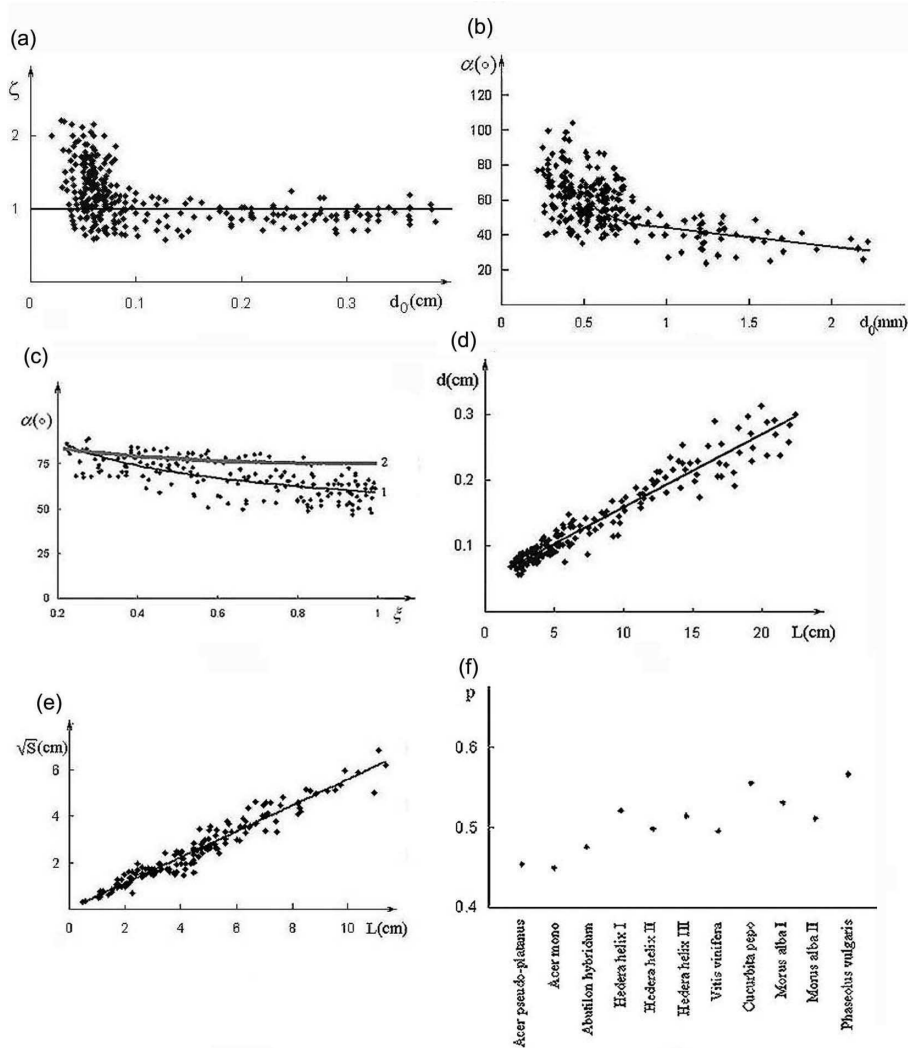 (a)
ζ
2
1
0
0.1
0.2
0.3
d0(cm)
(b)
α(°)
120
100
80
60
40
20
0
0.5
1
1.5
2
d0(mm)
(c)
α(°)
75
50
25
0
0.2
0.4
0.6
0.8
1
ξ
2
1
(d)
d(cm)
0.3
0.2
0.1
0
5
10
15
20
L(cm)
(e)
√S(cm)
6
4
2
0
2
4
6
8
10
L(cm)
(f)
p
0.6
0.5
0.4
Acer pseudo-platanus
Acer mono
Abutilon hybridum
Hedera helix I
Hedera helix II
Hedera helix III
Vitis vinifera
Cucurbita pepo
Morus alba I
Morus alba II
Phaseolus vulgaris